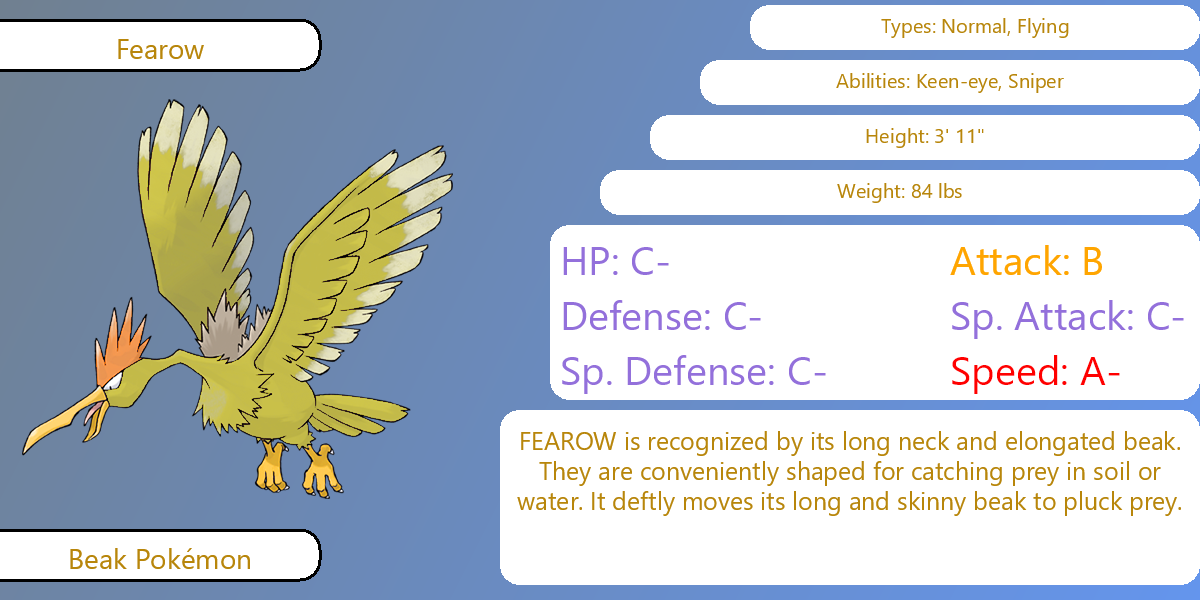 Fearow
Types: Normal, Flying
Abilities: Keen-eye, Sniper
Height: 3' 11"
Weight: 84 lbs
HP: C-
Attack: B
Defense: C-
Sp. Attack: C-
Sp. Defense: C-
Speed: A-
FEAROW is recognized by its long neck and elongated beak.
They are conveniently shaped for catching prey in soil or
water. It deftly moves its long and skinny beak to pluck prey.
Beak Pokémon